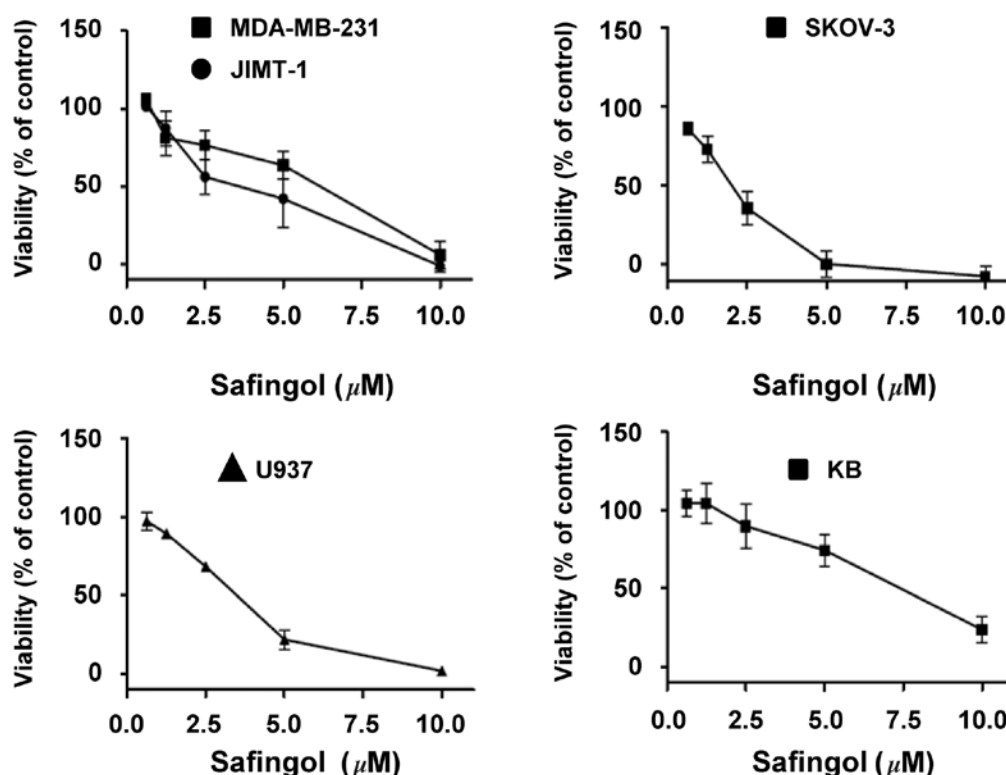 Viability (% of control)
150
100
50
0
MDA-MB-231
JIMT-1
0.0 2.5 5.0 7.5 10.0
Safingol (μM)
Viability (% of control)
150
100
50
0
SKOV-3
0.0 2.5 5.0 7.5 10.0
Safingol (μM)
Viability (% of control)
150
100
50
0
U937
0.0 2.5 5.0 7.5 10.0
Safingol (μM)
Viability (% of control)
150
100
50
0
KB
0.0 2.5 5.0 7.5 10.0
Safingol (μM)